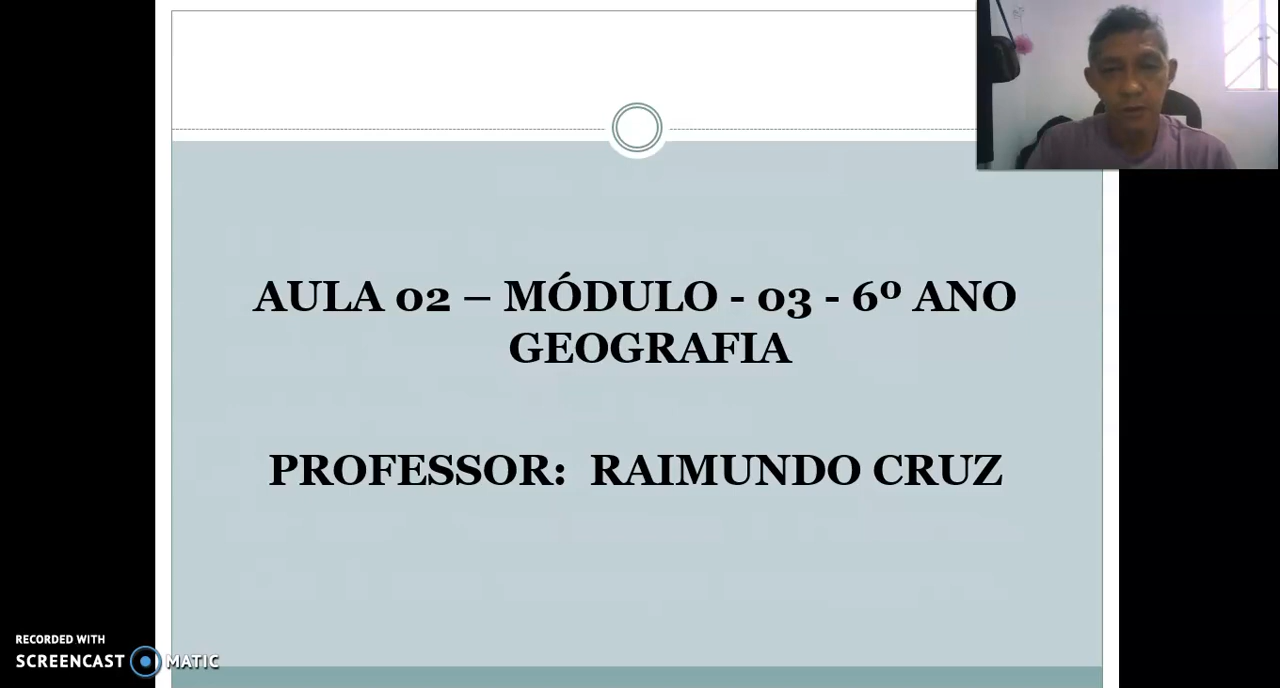 AULA 02 – MÓDULO - 03 - 6º ANO
GEOGRAFIA
PROFESSOR: RAIMUNDO CRUZ
RECORDED WITH
SCREENCAST MATIC